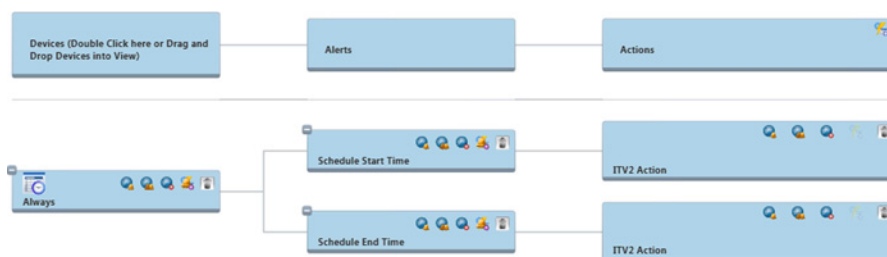 Devices (Double Click here or Drag and
Drop Devices into View)
Alerts
Actions
Schedule Start Time
ITV2 Action
Always
Schedule End Time
ITV2 Action